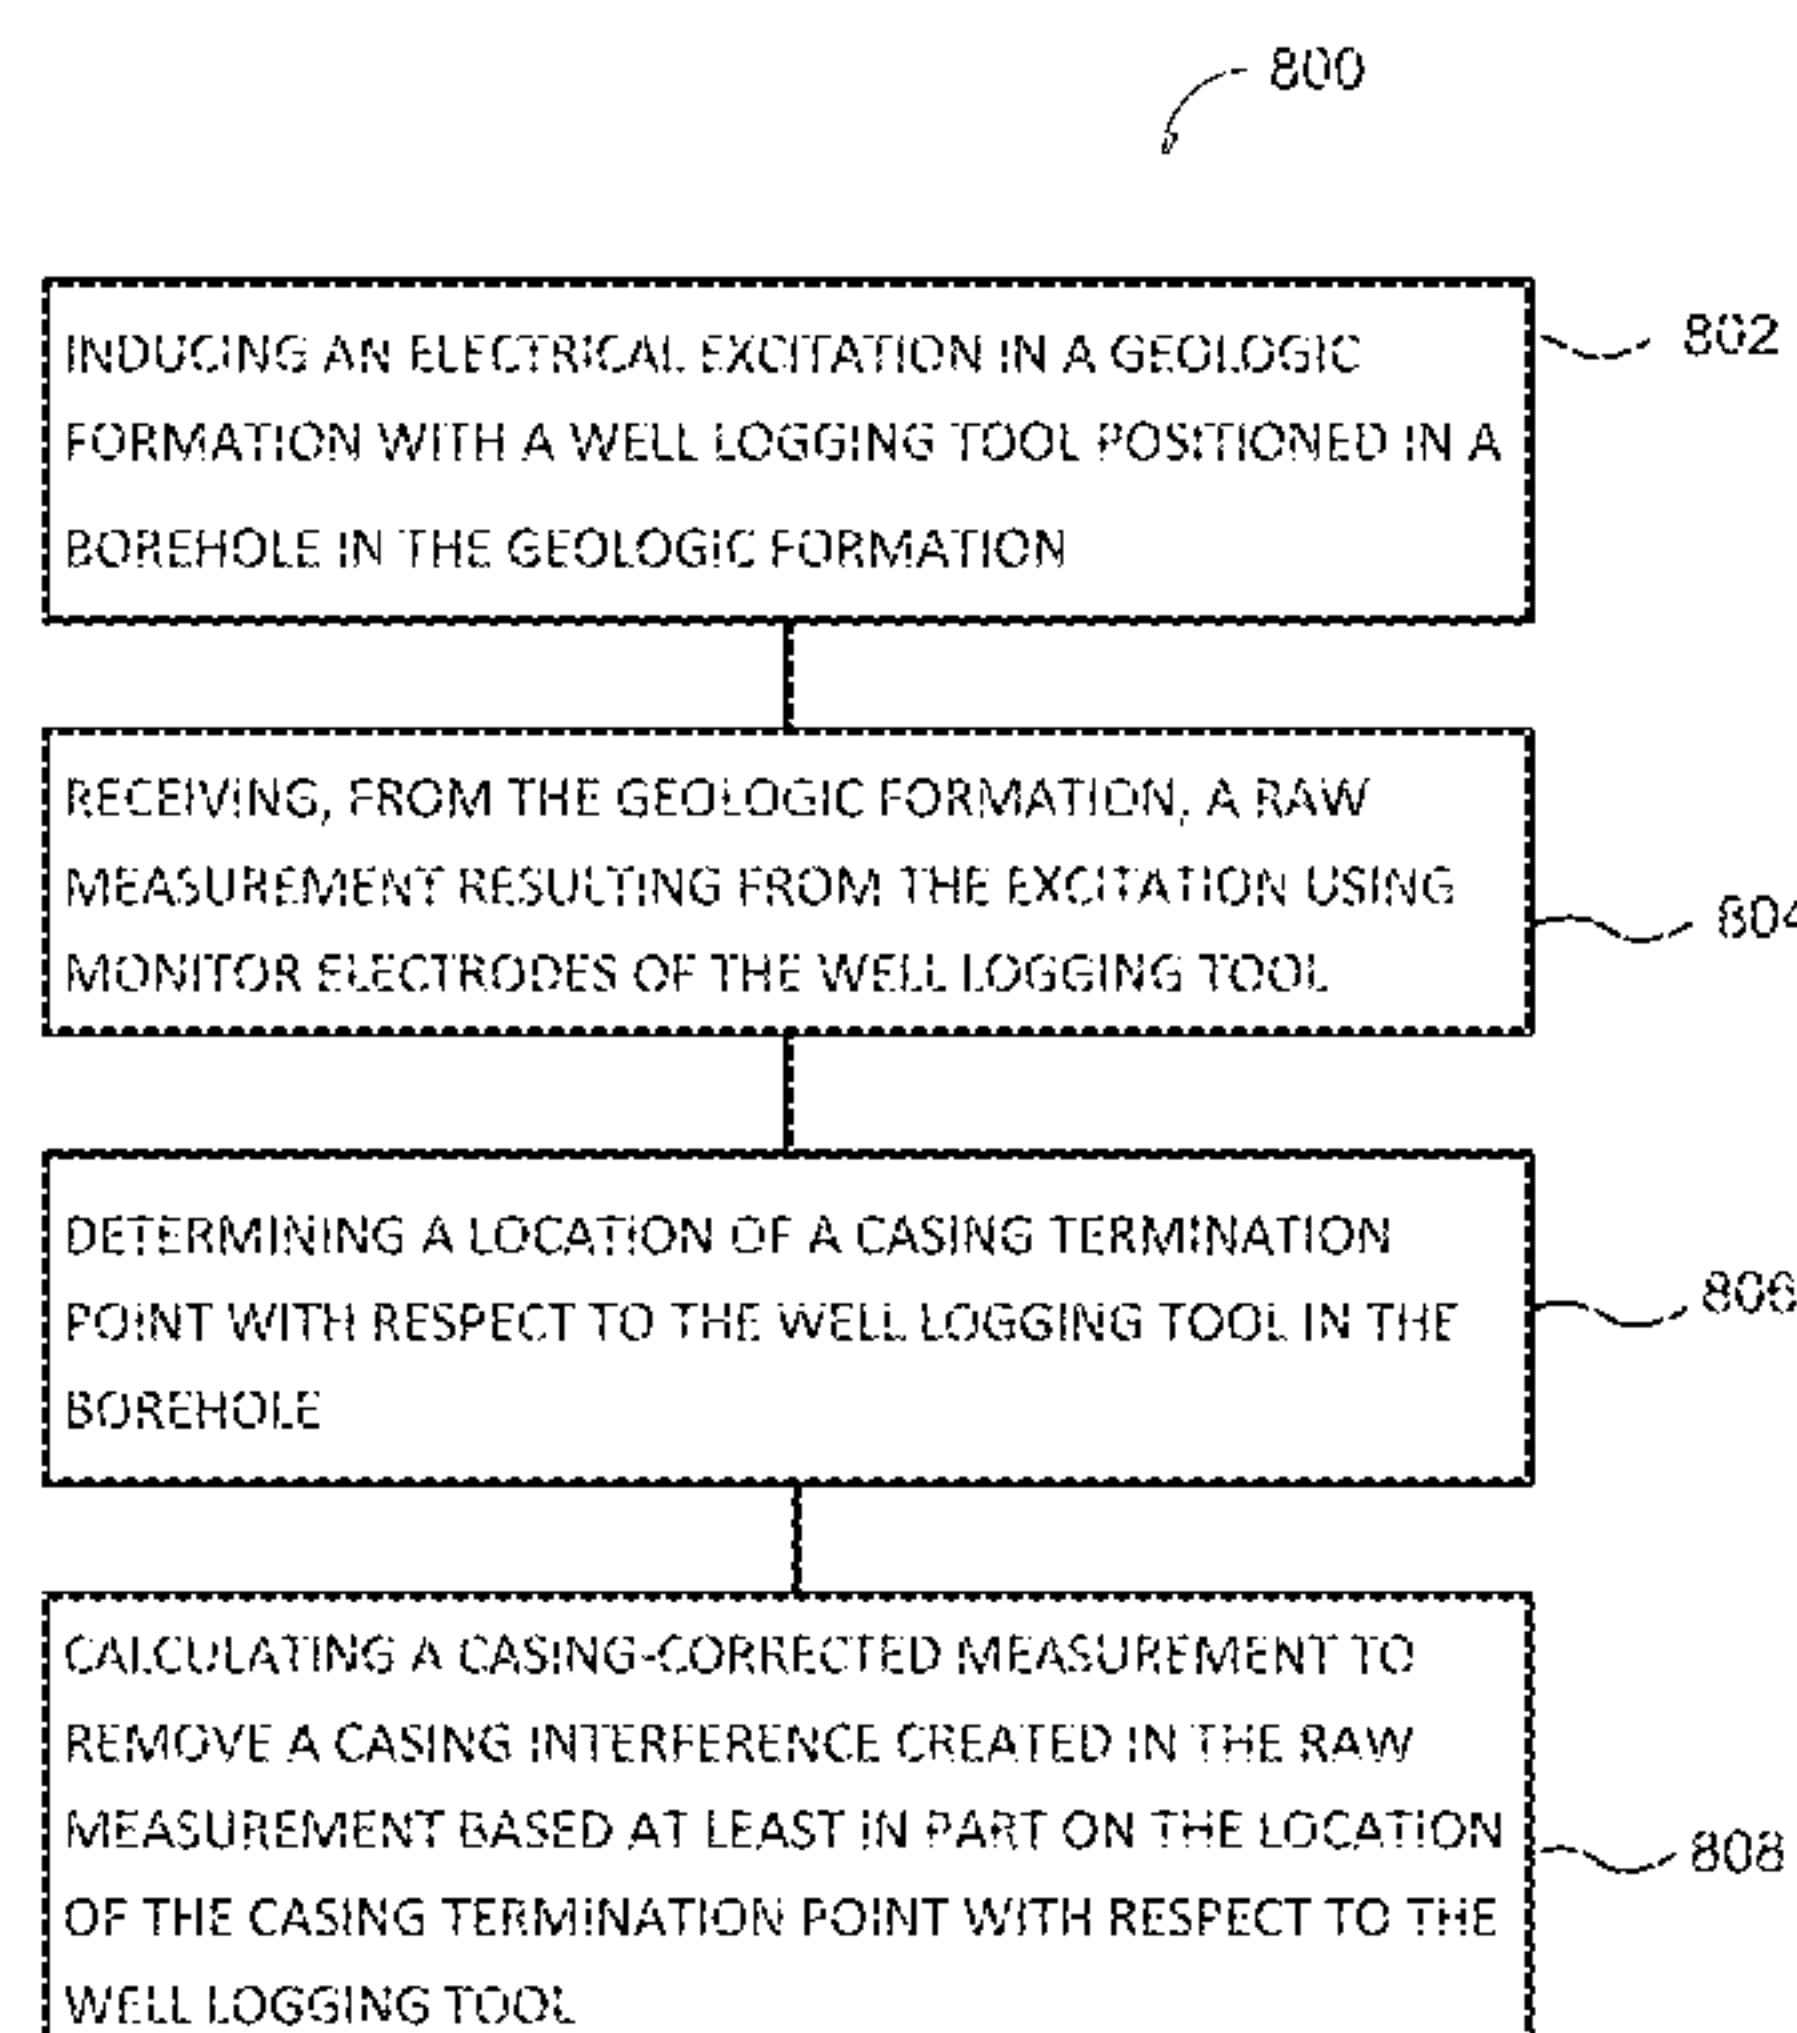 800
INDUCING AN ELECTRICAL EXCITATION IN A GEOLOGIC
FORMATION WITH A WELL LOGGING TOOL POSITIONED IN A
BOREHOLE IN THE GEOLOGIC FORMATION
802
RECEIVING, FROM THE GEOLOGIC FORMATION, A RAW
MEASUREMENT RESULTING FROM THE EXCITATION USING
MONITOR ELECTRODES OF THE WELL LOGGING TOOL
804
DETERMINING A LOCATION OF A CASING TERMINATION
POINT WITH RESPECT TO THE WELL LOGGING TOOL IN THE
BOREHOLE
806
CALCULATING A CASING-CORRECTED MEASUREMENT TO
REMOVE A CASING INTERFERENCE CREATED IN THE RAW
MEASUREMENT BASED AT LEAST IN PART ON THE LOCATION
OF THE CASING TERMINATION POINT WITH RESPECT TO THE
WELL LOGGING TOOL
808